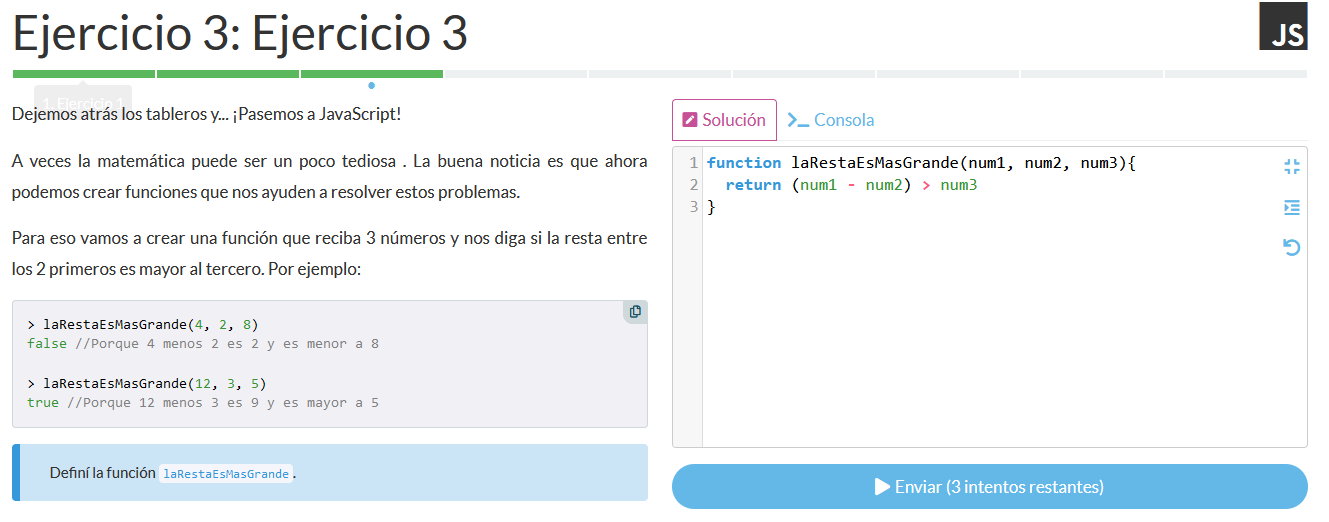 Ejercicio 3: Ejercicio 3
JS
1. Ejercicio 1
Dejemos atrás los tableros y... ¡Pasemos a JavaScript!
A veces la matemática puede ser un poco tediosa . La buena noticia es que ahora
podemos crear funciones que nos ayuden a resolver estos problemas.
Para eso vamos a crear una función que reciba 3 números y nos diga si la resta entre
los 2 primeros es mayor al tercero. Por ejemplo:
> laRestaEsMasGrande(4, 2, 8)
false //Porque 4 menos 2 es 2 y es menor a 8
> laRestaEsMasGrande(12, 3, 5)
true //Porque 12 menos 3 es 9 y es mayor a 5
Definí la función laRestaEsMasGrande.
Solución >_ Consola
1 function laRestaEsMasGrande(num1, num2, num3){
2   return (num1 - num2) > num3
3 }
Enviar (3 intentos restantes)